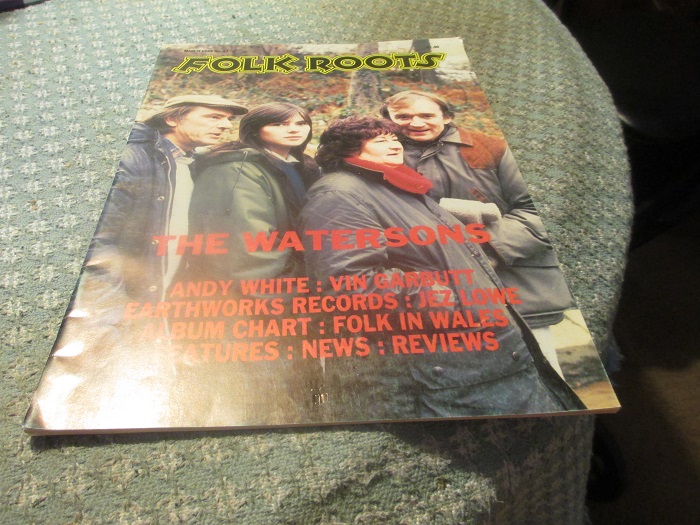 FOLK ROOTS
THE WATERSONS
ANDY WHITE : VIN GARBUTT
EARTHWORKS RECORDS : JEZ LOWE
ALBUM CHART : FOLK IN WALES
FEATURES : NEWS : REVIEWS